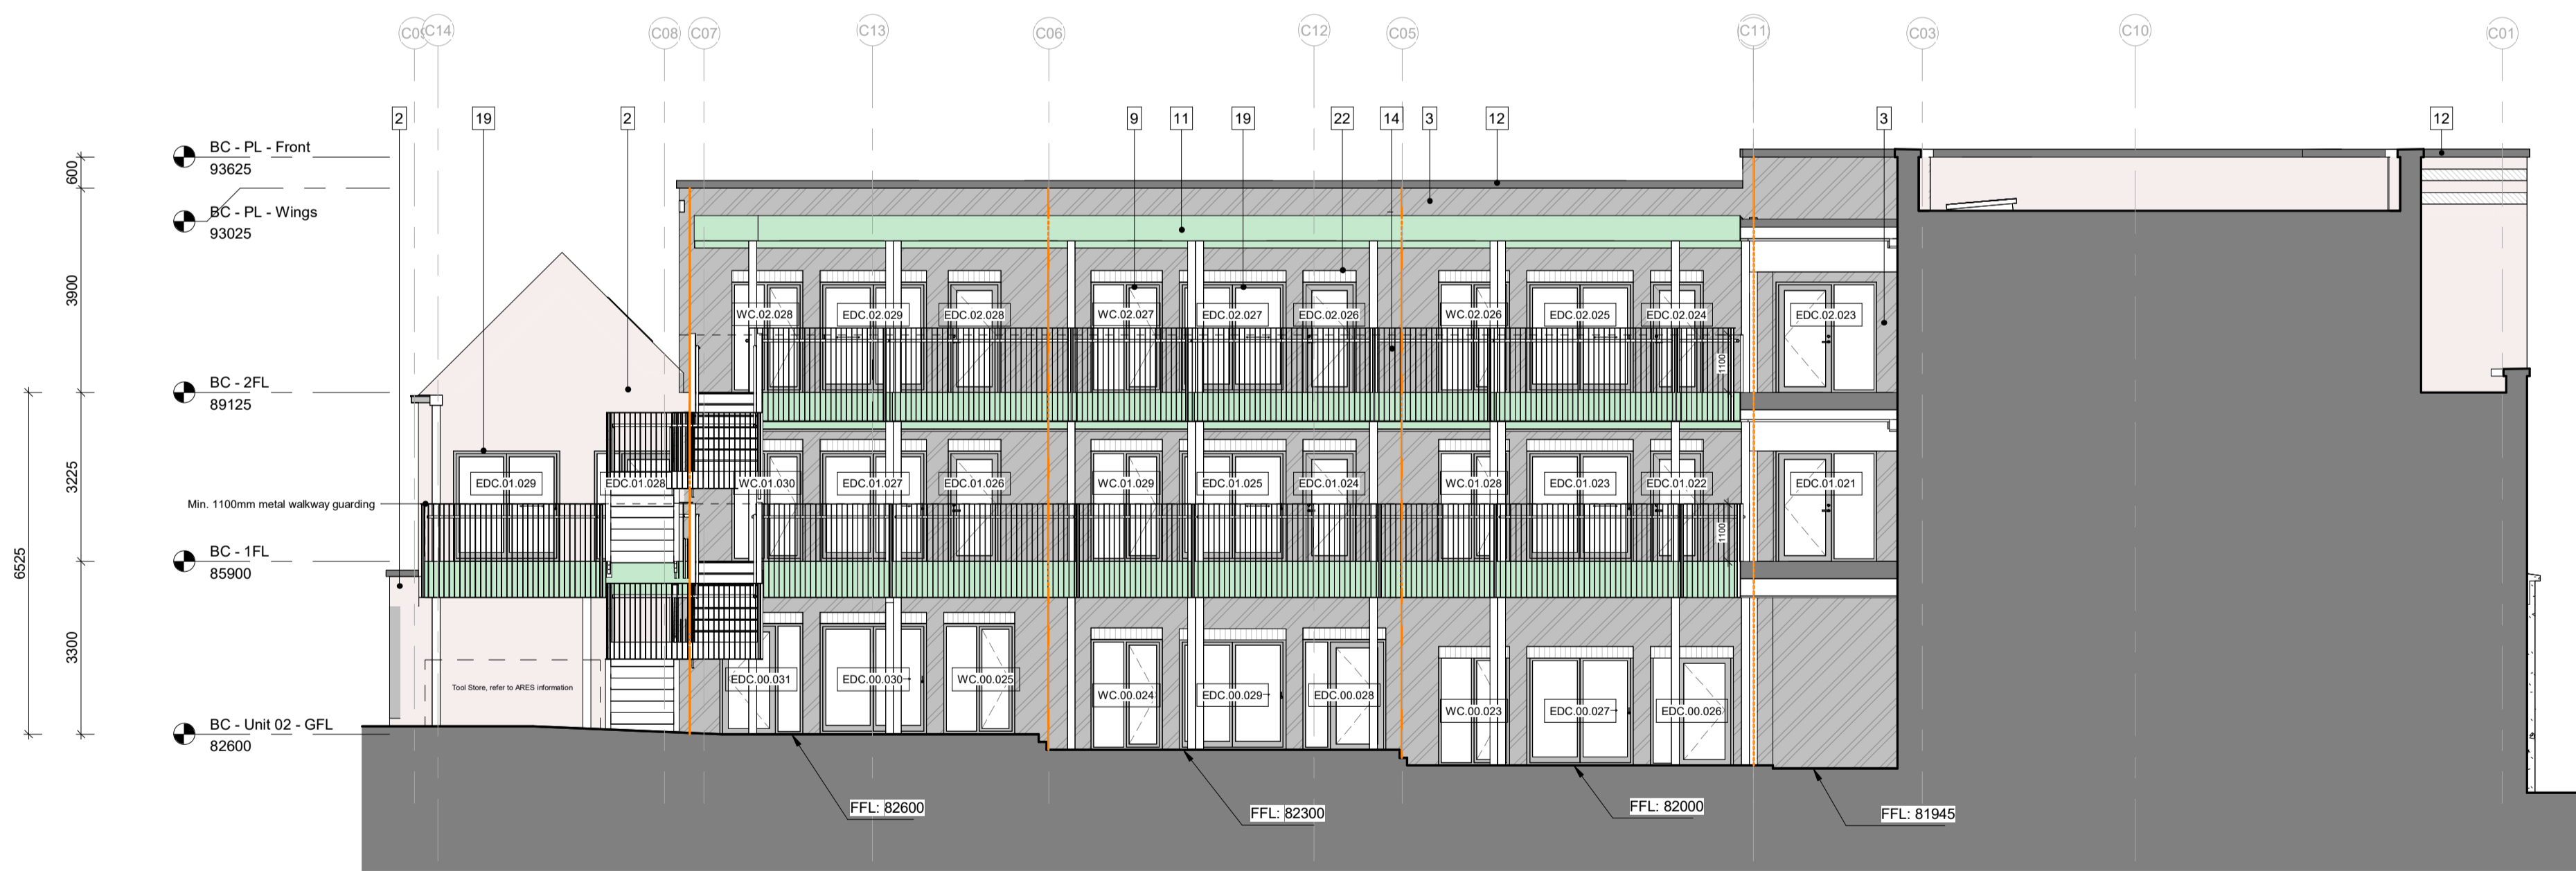 C14
C08
C07
C13
C06
C12
C05
C11
C03
C10
C01
2
19
2
9
11
19
22
14
3
12
3
12
BC - PL - Front
93625
600
BC - PL - Wings
93025
3900
WC.02.028
EDC.02.029
EDC.02.028
WC.02.027
EDC.02.027
EDC.02.026
WC.02.026
EDC.02.025
EDC.02.024
EDC.02.023
1100
BC - 2FL
89125
3225
EDC.01.029
EDC.01.028
WC.01.030
EDC.01.027
EDC.01.026
WC.01.029
EDC.01.025
EDC.01.024
WC.01.028
EDC.01.023
EDC.01.022
EDC.01.021
Min. 1100mm metal walkway guarding
1100
BC - 1FL
85900
6525
3300
Tool Store, refer to ARES information
EDC.00.031
EDC.00.030
WC.00.025
WC.00.024
EDC.00.029
EDC.00.028
WC.00.023
EDC.00.027
EDC.00.026
BC - Unit 02 - GFL
82600
FFL: 82600
FFL: 82300
FFL: 82000
FFL: 81945